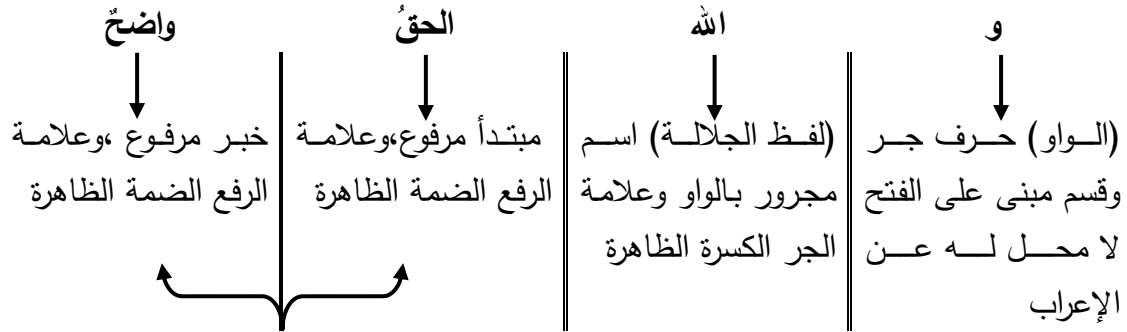 و الله الحقُ واضحٌ
(الواو) حرف جر
وقسم مبنى على الفتح
لا محل له عن
الإعراب
(لفظ الجلالة) اسم
مجرور بالواو وعلامة
الجر الكسرة الظاهرة
مبتدأ مرفوع،وعلامة
الرفع الضمة الظاهرة
خبر مرفوع ،وعلامة
الرفع الضمة الظاهرة